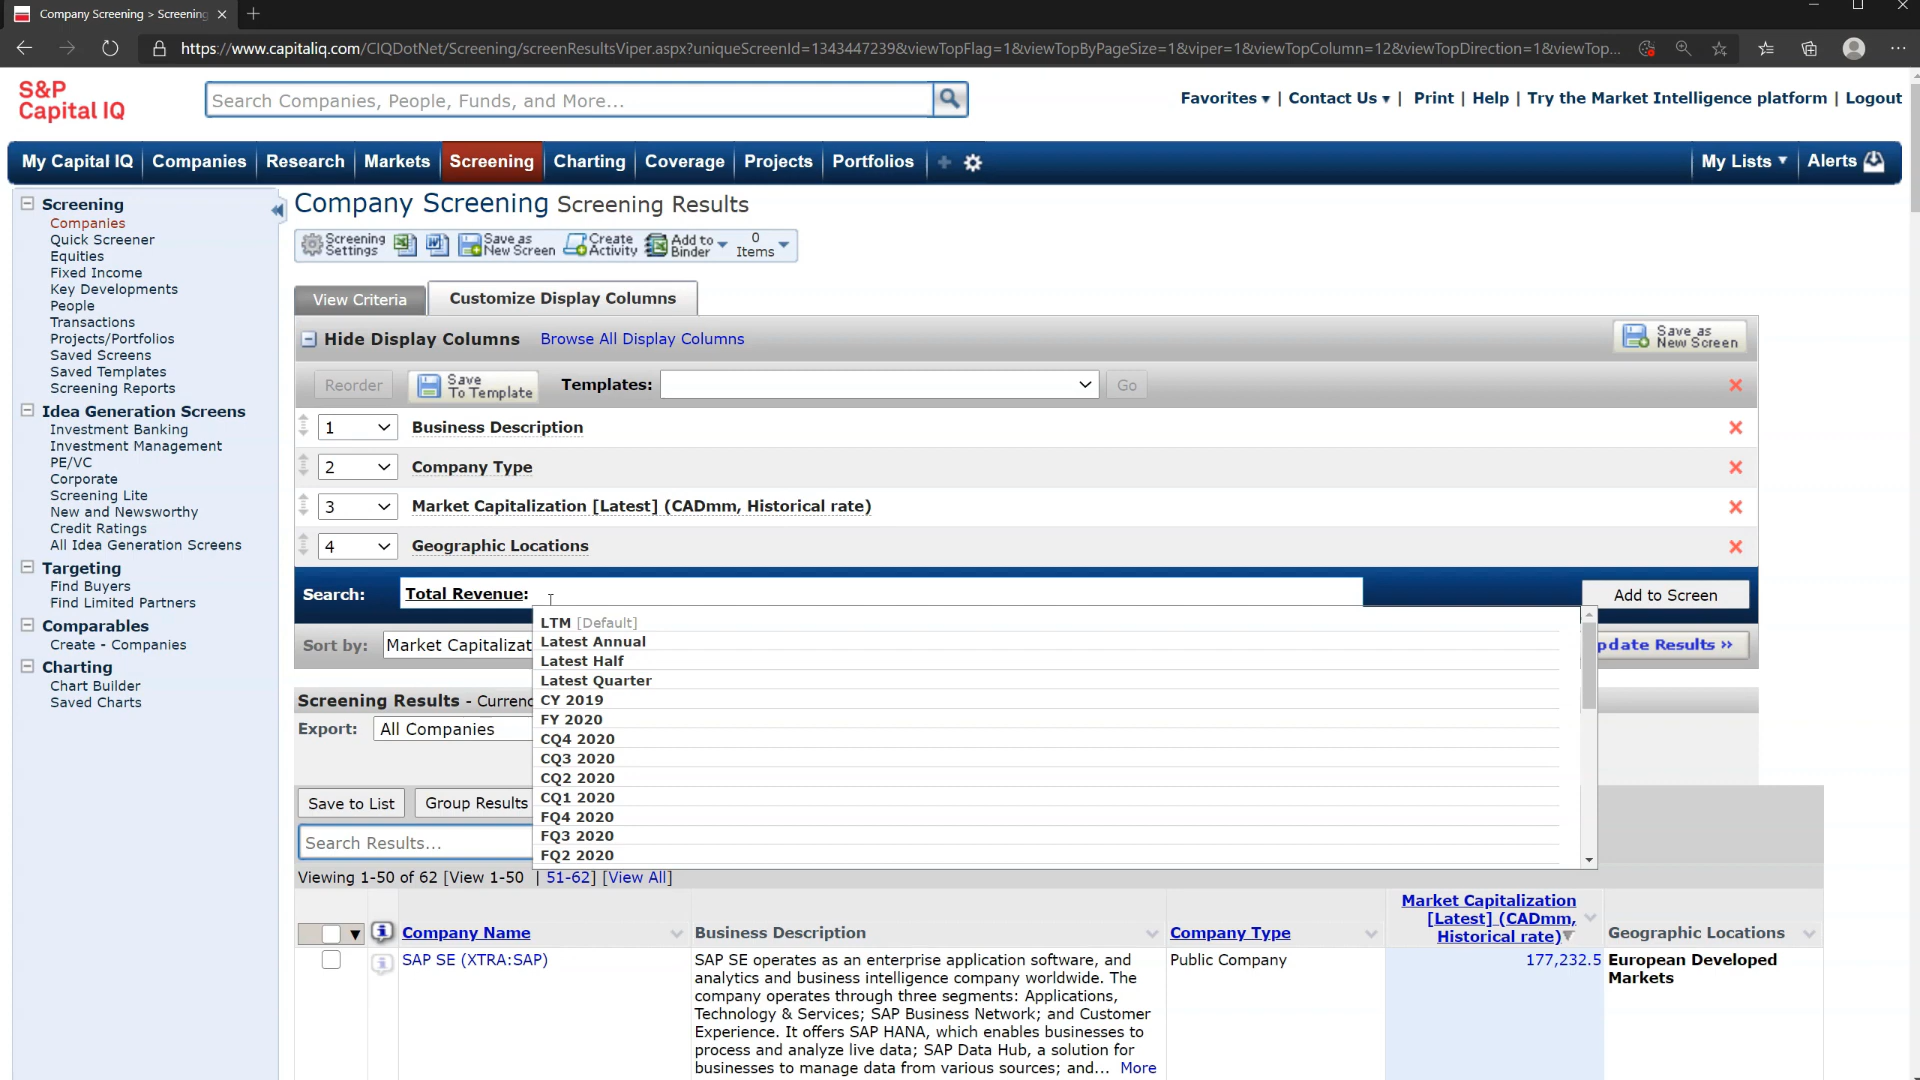 Company Screening > Screening
https://www.capitaliq.com/CIQDotNet/Screening/screenResultsViper.aspx?uniqueScreenId=1343447239&viewTopFlag=1&viewTopByPageSize=1&viper=1&viewTopColumn=12&viewTopDirection=1&viewTop...
S&P
Capital IQ
Search Companies, People, Funds, and More...
Favorites ▾ | Contact Us ▾ | Print | Help | Try the Market Intelligence platform | Logout
My Capital IQ Companies Research Markets Screening Charting Coverage Projects Portfolios My Lists ▼ Alerts
Screening
Companies
Quick Screener
Equities
Fixed Income
Key Developments
People
Transactions
Projects/Portfolios
Saved Screens
Saved Templates
Screening Reports
Idea Generation Screens
Investment Banking
Investment Management
PE/VC
Corporate
Screening Lite
New and Newsworthy
Credit Ratings
All Idea Generation Screens
Targeting
Find Buyers
Find Limited Partners
Comparables
Create - Companies
Charting
Chart Builder
Saved Charts
Company Screening Screening Results
Screening
Settings
Save as
New Screen
Create
Activity
Add to
Binder
0
Items
View Criteria Customize Display Columns
Hide Display Columns Browse All Display Columns
Save as
New Screen
Reorder
Save
To Template
Templates: Go
1 Business Description
2 Company Type
3 Market Capitalization [Latest] (CADmm, Historical rate)
4 Geographic Locations
Search: Total Revenue: Add to Screen
Sort by: Market Capitalizat pdate Results »
LTM [Default]
Latest Annual
Latest Half
Latest Quarter
CY 2019
FY 2020
CQ4 2020
CQ3 2020
CQ2 2020
CQ1 2020
FQ4 2020
FQ3 2020
FQ2 2020
Screening Results - Currenc
Export: All Companies
Save to List Group Results
Search Results...
Viewing 1-50 of 62 [View 1-50 | 51-62] [View All]
Company Name Business Description Company Type
Market Capitalization
[Latest] (CADmm,
Historical rate)
Geographic Locations
SAP SE (XTRA:SAP)
SAP SE operates as an enterprise application software, and
analytics and business intelligence company worldwide. The
company operates through three segments: Applications,
Technology & Services; SAP Business Network; and Customer
Experience. It offers SAP HANA, which enables businesses to
process and analyze live data; SAP Data Hub, a solution for
businesses to manage data from various sources; and... More
Public Company
177,232.5
European Developed
Markets